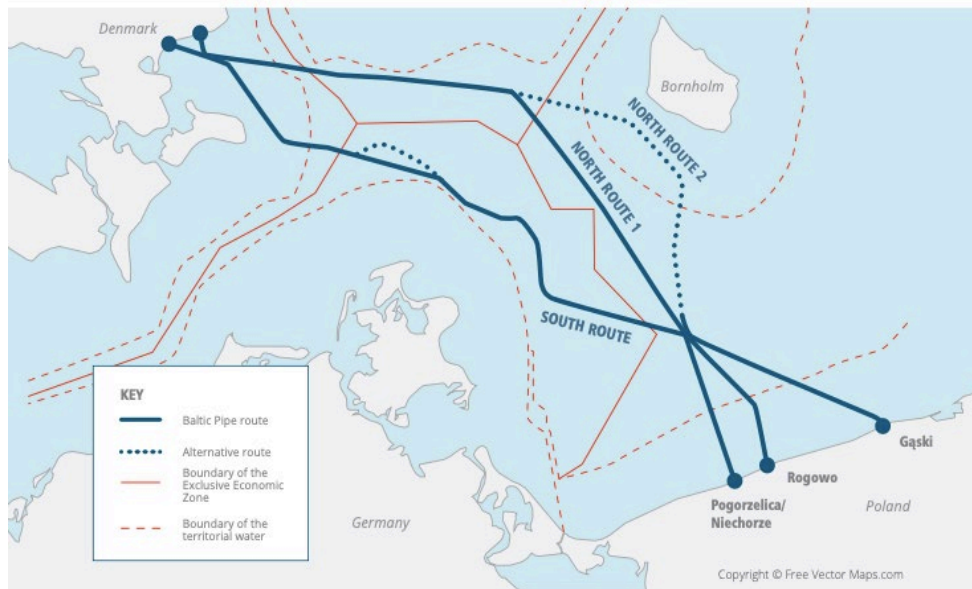 Denmark
Bornholm
NORTH ROUTE 2
NORTH ROUTE 1
SOUTH ROUTE
KEY
Baltic Pipe route
Alternative route
Boundary of the
Exclusive Economic
Zone
Boundary of the
territorial water
Germany
Gąski
Rogowo
Pogorzelica/
Niechorze
Poland
Copyright © Free Vector Maps.com